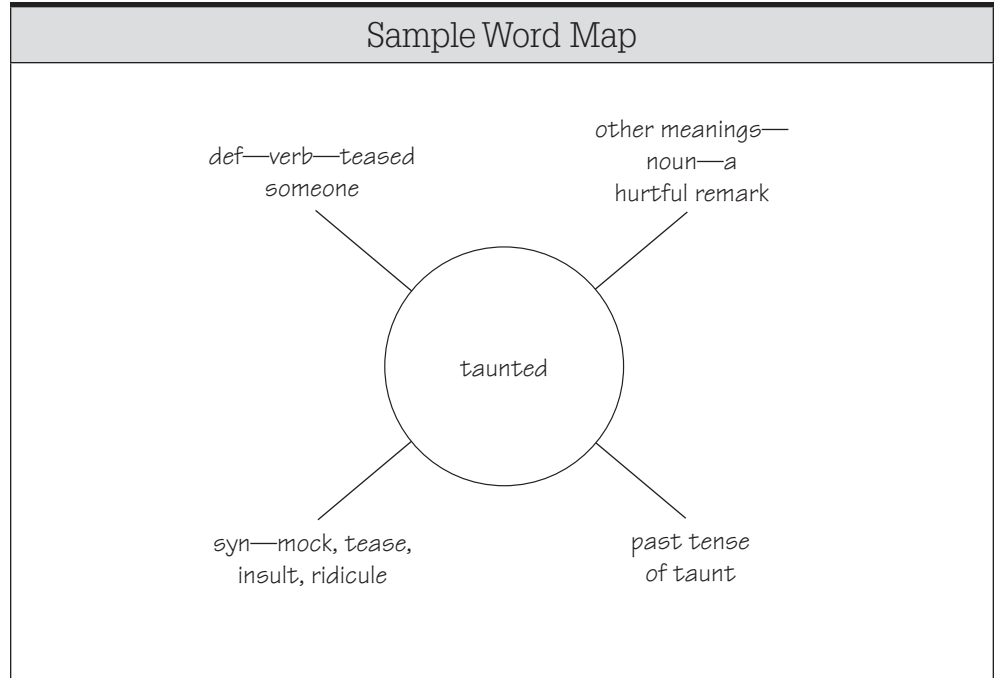 Sample Word Map
def—verb—teased
someone
other meanings—
noun—a
hurtful remark
taunted
syn—mock, tease,
insult, ridicule
past tense
of taunt